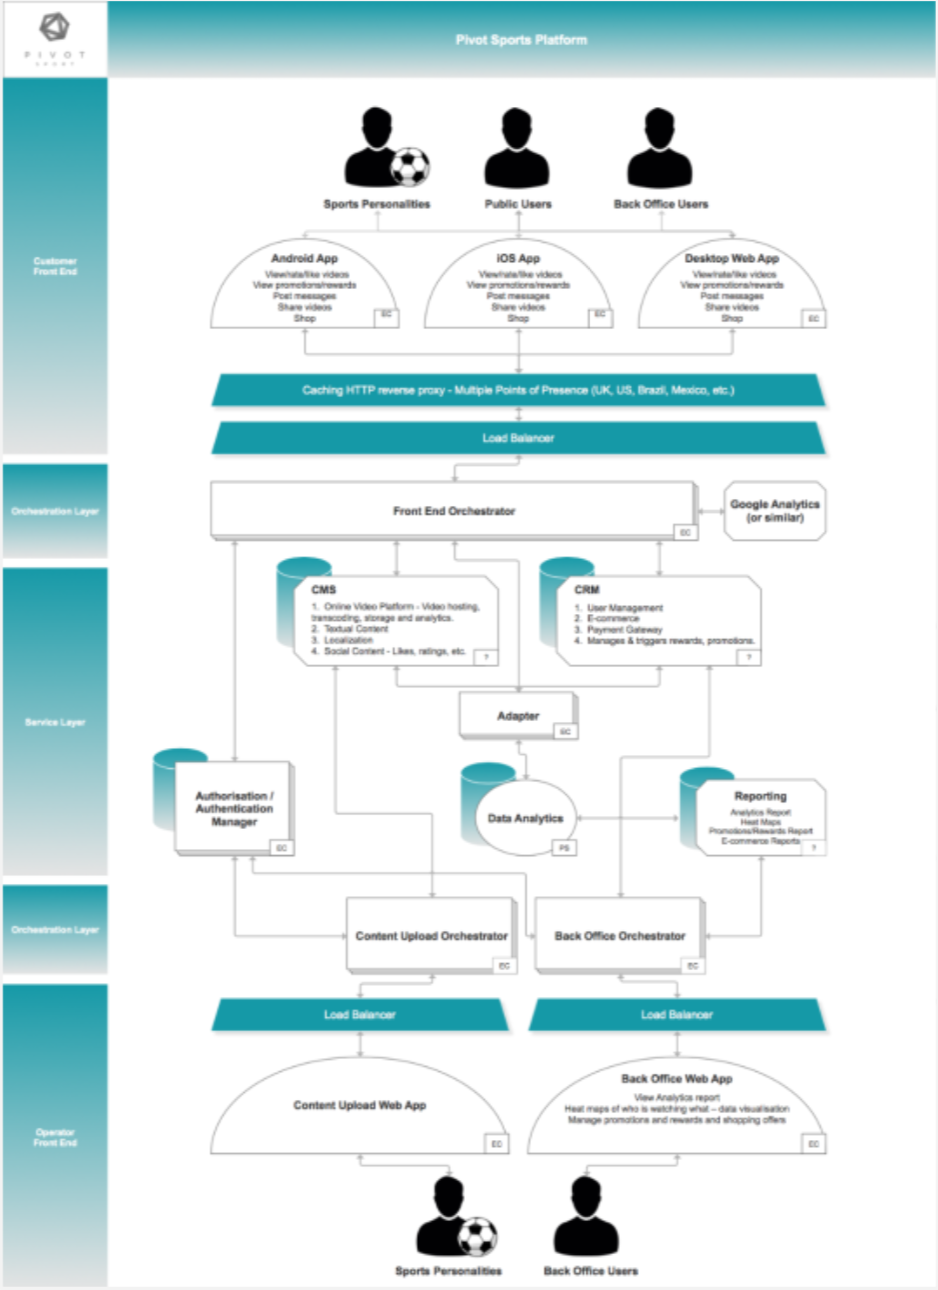 PIVOT
SPORT
Pivot Sports Platform
Customer
Front End
Sports Personalities
Public Users
Back Office Users
Android App
View/rate/like videos
View promotions/rewards
Post messages
Share videos
Shop
EC
iOS App
View/rate/like videos
View promotions/rewards
Post messages
Share videos
Shop
EC
Desktop Web App
View/rate/like videos
View promotions/rewards
Post messages
Share videos
Shop
EC
Caching HTTP reverse proxy - Multiple Points of Presence (UK, US, Brazil, Mexico, etc.)
Load Balancer
Orchestration Layer
Front End Orchestrator
EC
Google Analytics
(or similar)
Service Layer
CMS
1. Online Video Platform - Video hosting,
transcoding, storage and analytics.
2. Textual Content
3. Localization
4. Social Content - Likes, ratings, etc.
?
CRM
1. User Management
2. E-commerce
3. Payment Gateway
4. Manages & triggers rewards, promotions.
?
Adapter
EC
Authorisation /
Authentication
Manager
EC
Data Analytics
PS
Reporting
Analytics Report
Heat Maps
Promotions/Rewards Report
E-commerce Reports
?
Orchestration Layer
Content Upload Orchestrator
EC
Back Office Orchestrator
EC
Operator
Front End
Load Balancer
Load Balancer
Content Upload Web App
EC
Back Office Web App
View Analytics report
Heat maps of who is watching what – data visualisation
Manage promotions and rewards and shopping offers
EC
Sports Personalities
Back Office Users